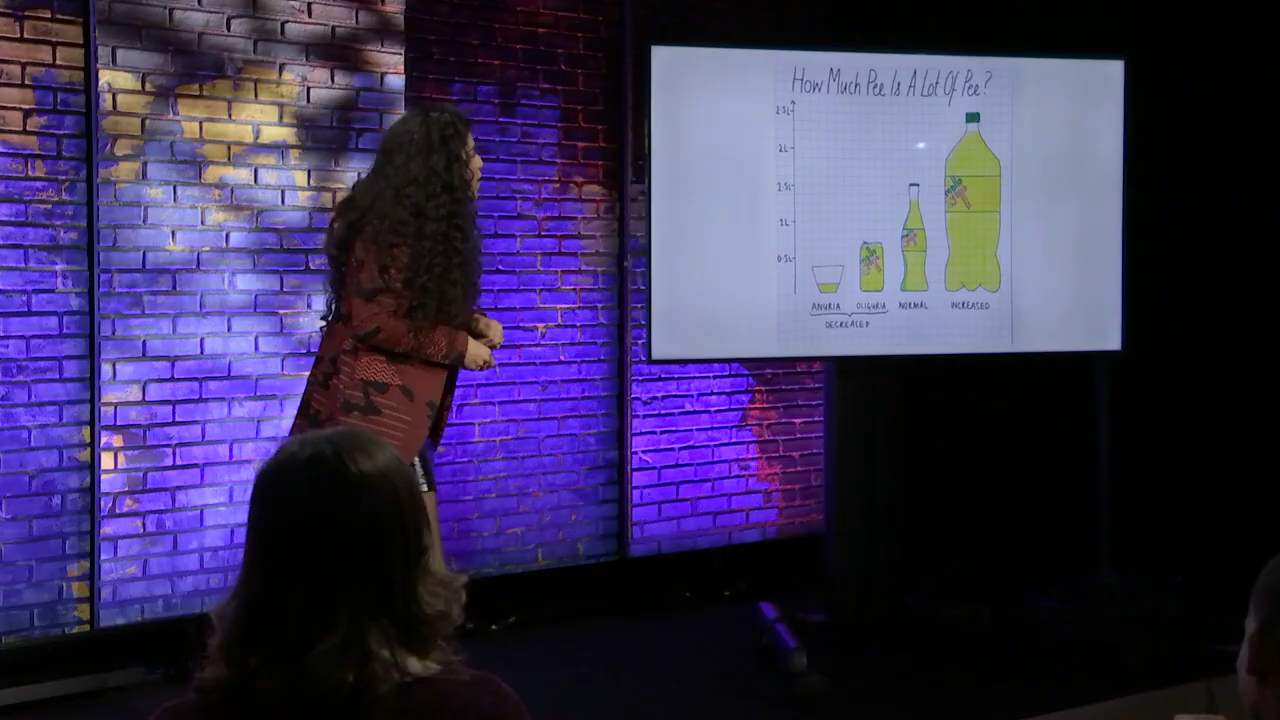 How Much Pee Is A Lot Of Pee?
2.5L
2L
1.5L
1L
0.5L
ANURIA OLIGURIA NORMAL INCREASED
DECREASED